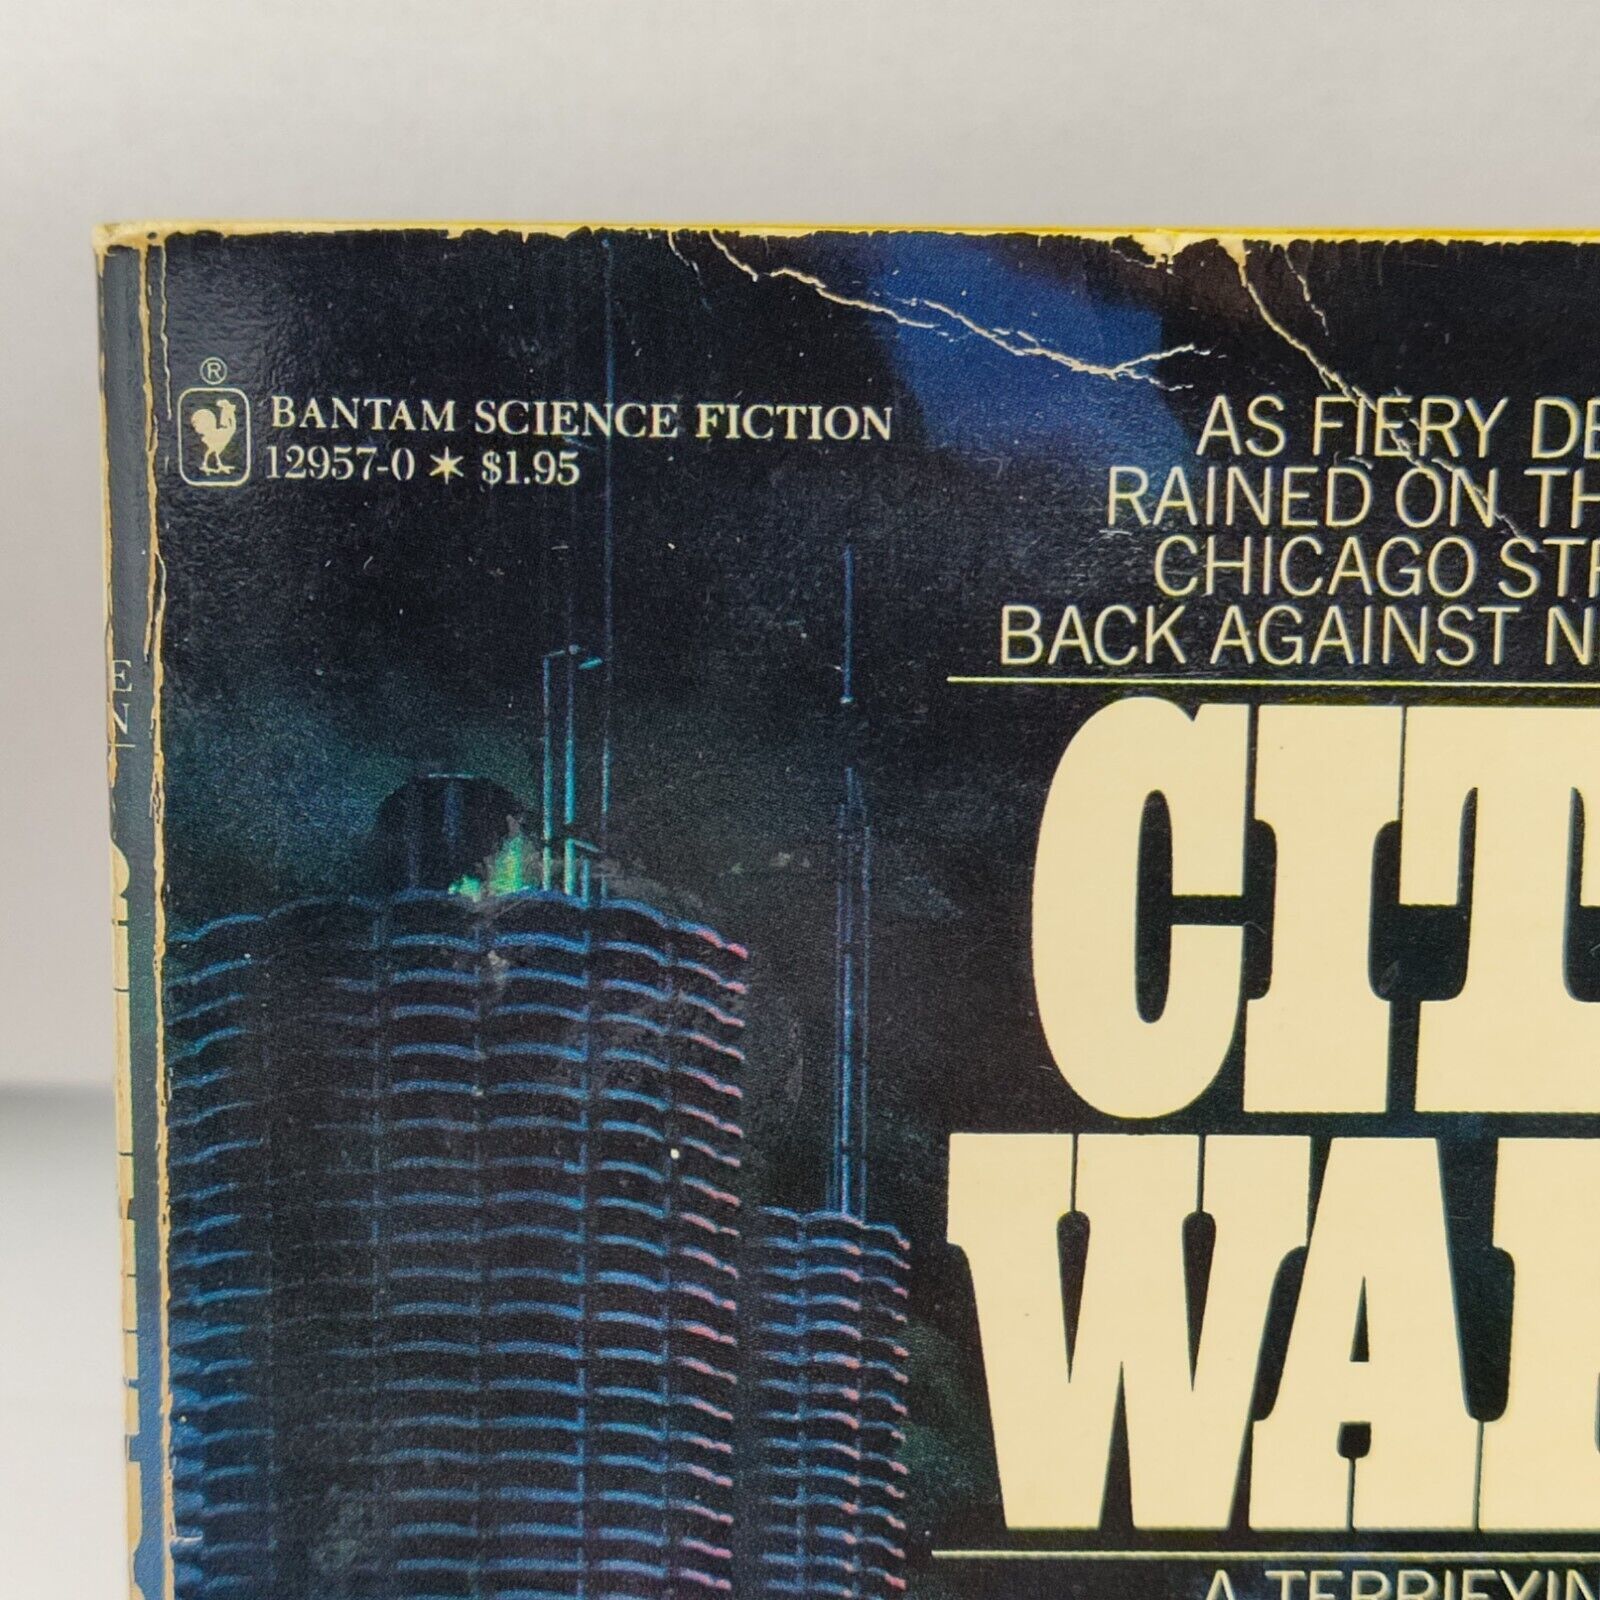 ®
BANTAM SCIENCE FICTION
12957-0 ✶ $1.95
AS FIERY DE
RAINED ON TH
CHICAGO STR
BACK AGAINST N
CIT
WA
A TERRIFYIN